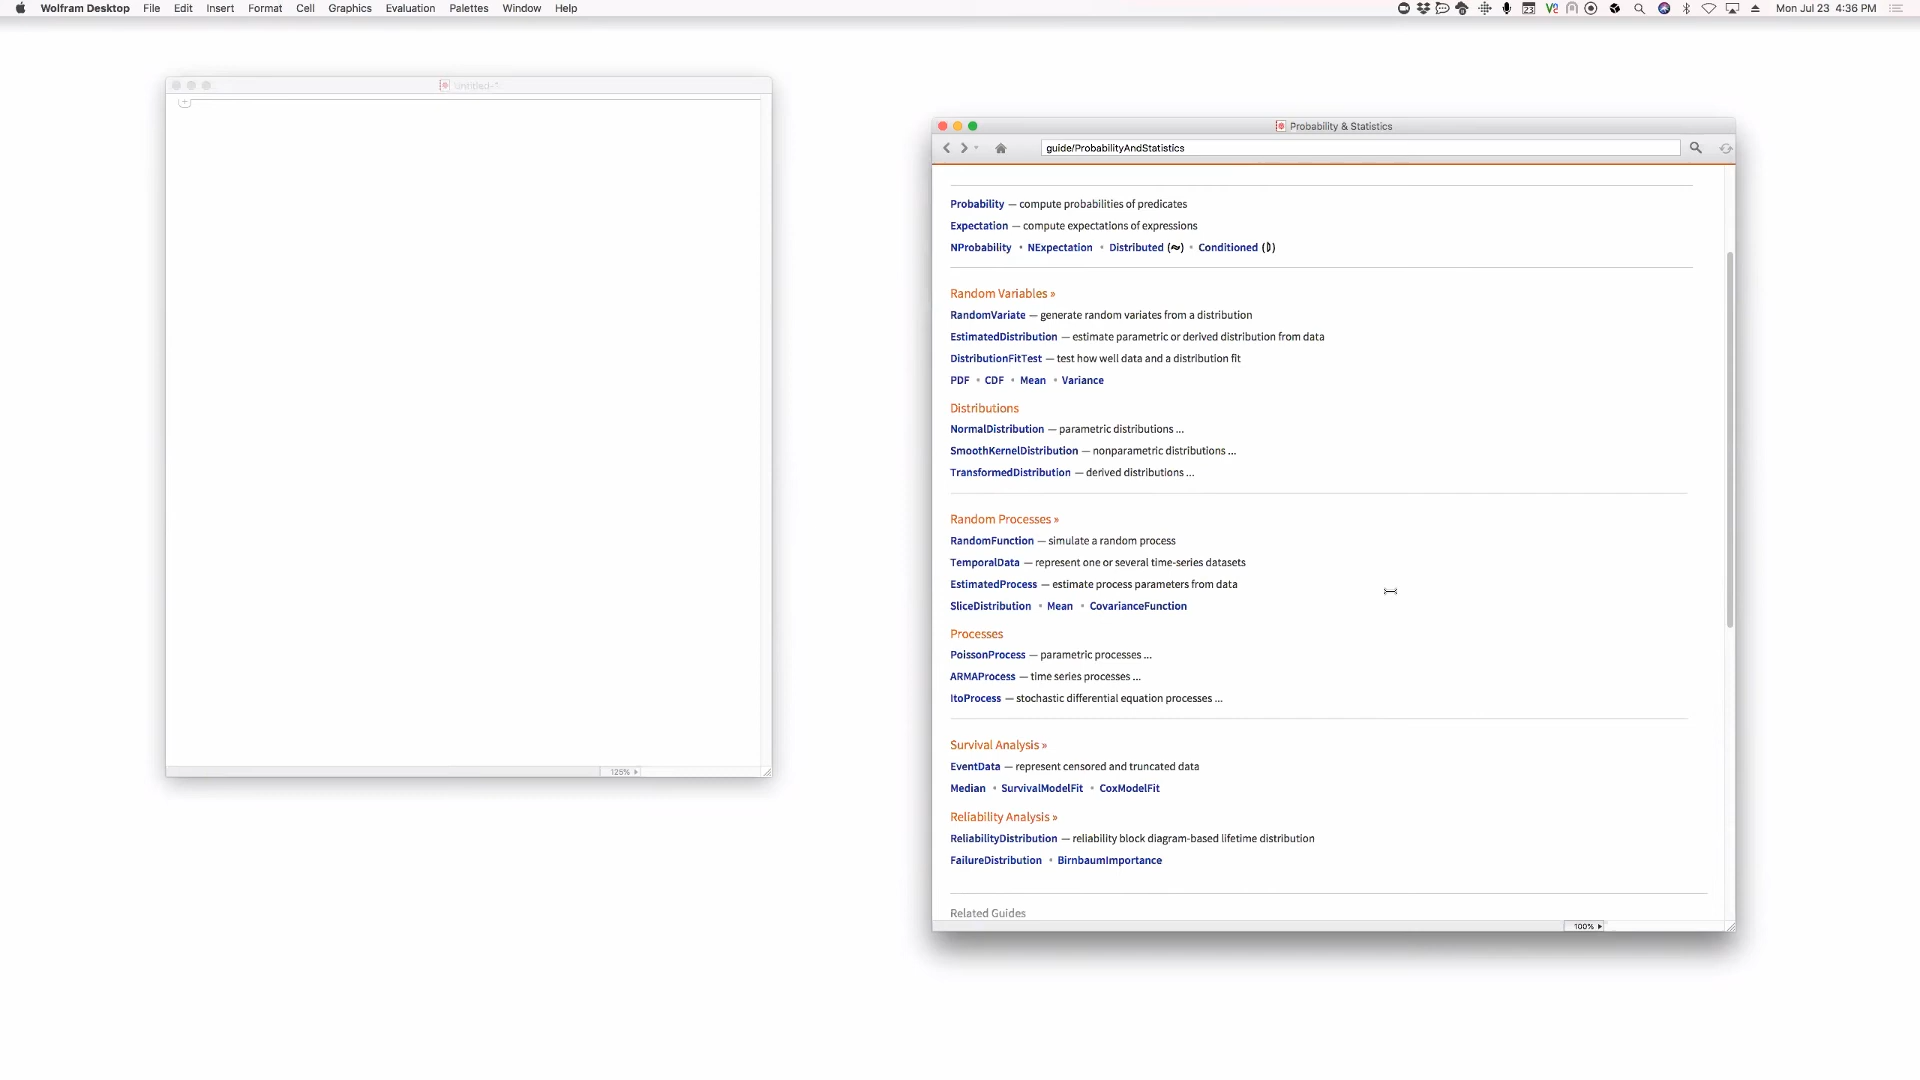 Wolfram Desktop File Edit Insert Format Cell Graphics Evaluation Palettes Window Help Mon Jul 23 4:36 PM
Untitled-*
125%
Probability & Statistics
guide/ProbabilityAndStatistics
Probability — compute probabilities of predicates
Expectation — compute expectations of expressions
NProbability ▪ NExpectation ▪ Distributed (≈) ▪ Conditioned ()
Random Variables »
RandomVariate — generate random variates from a distribution
EstimatedDistribution — estimate parametric or derived distribution from data
DistributionFitTest — test how well data and a distribution fit
PDF ▪ CDF ▪ Mean ▪ Variance
Distributions
NormalDistribution — parametric distributions ...
SmoothKernelDistribution — nonparametric distributions ...
TransformedDistribution — derived distributions ...
Random Processes »
RandomFunction — simulate a random process
TemporalData — represent one or several time-series datasets
EstimatedProcess — estimate process parameters from data
SliceDistribution ▪ Mean ▪ CovarianceFunction
Processes
PoissonProcess — parametric processes ...
ARMAProcess — time series processes ...
ItoProcess — stochastic differential equation processes ...
Survival Analysis »
EventData — represent censored and truncated data
Median ▪ SurvivalModelFit ▪ CoxModelFit
Reliability Analysis »
ReliabilityDistribution — reliability block diagram-based lifetime distribution
FailureDistribution ▪ BirnbaumImportance
Related Guides
100%